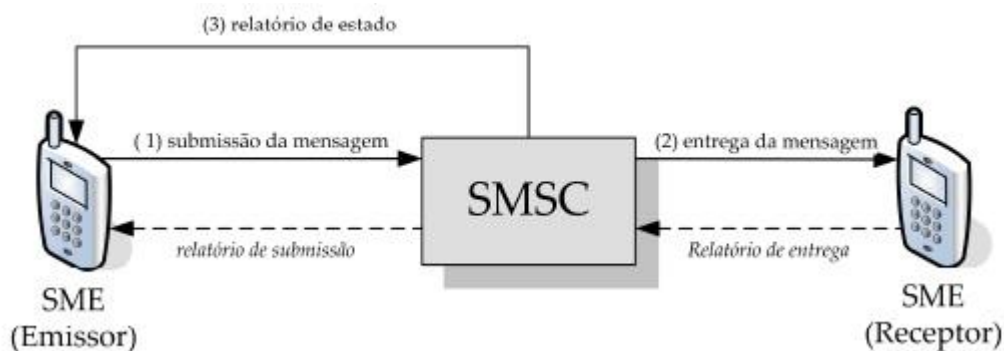 (3) relatório de estado
( 1) submissão da mensagem
(2) entrega da mensagem
SMSC
relatório de submissão
Relatório de entrega
SME
(Emissor)
SME
(Receptor)